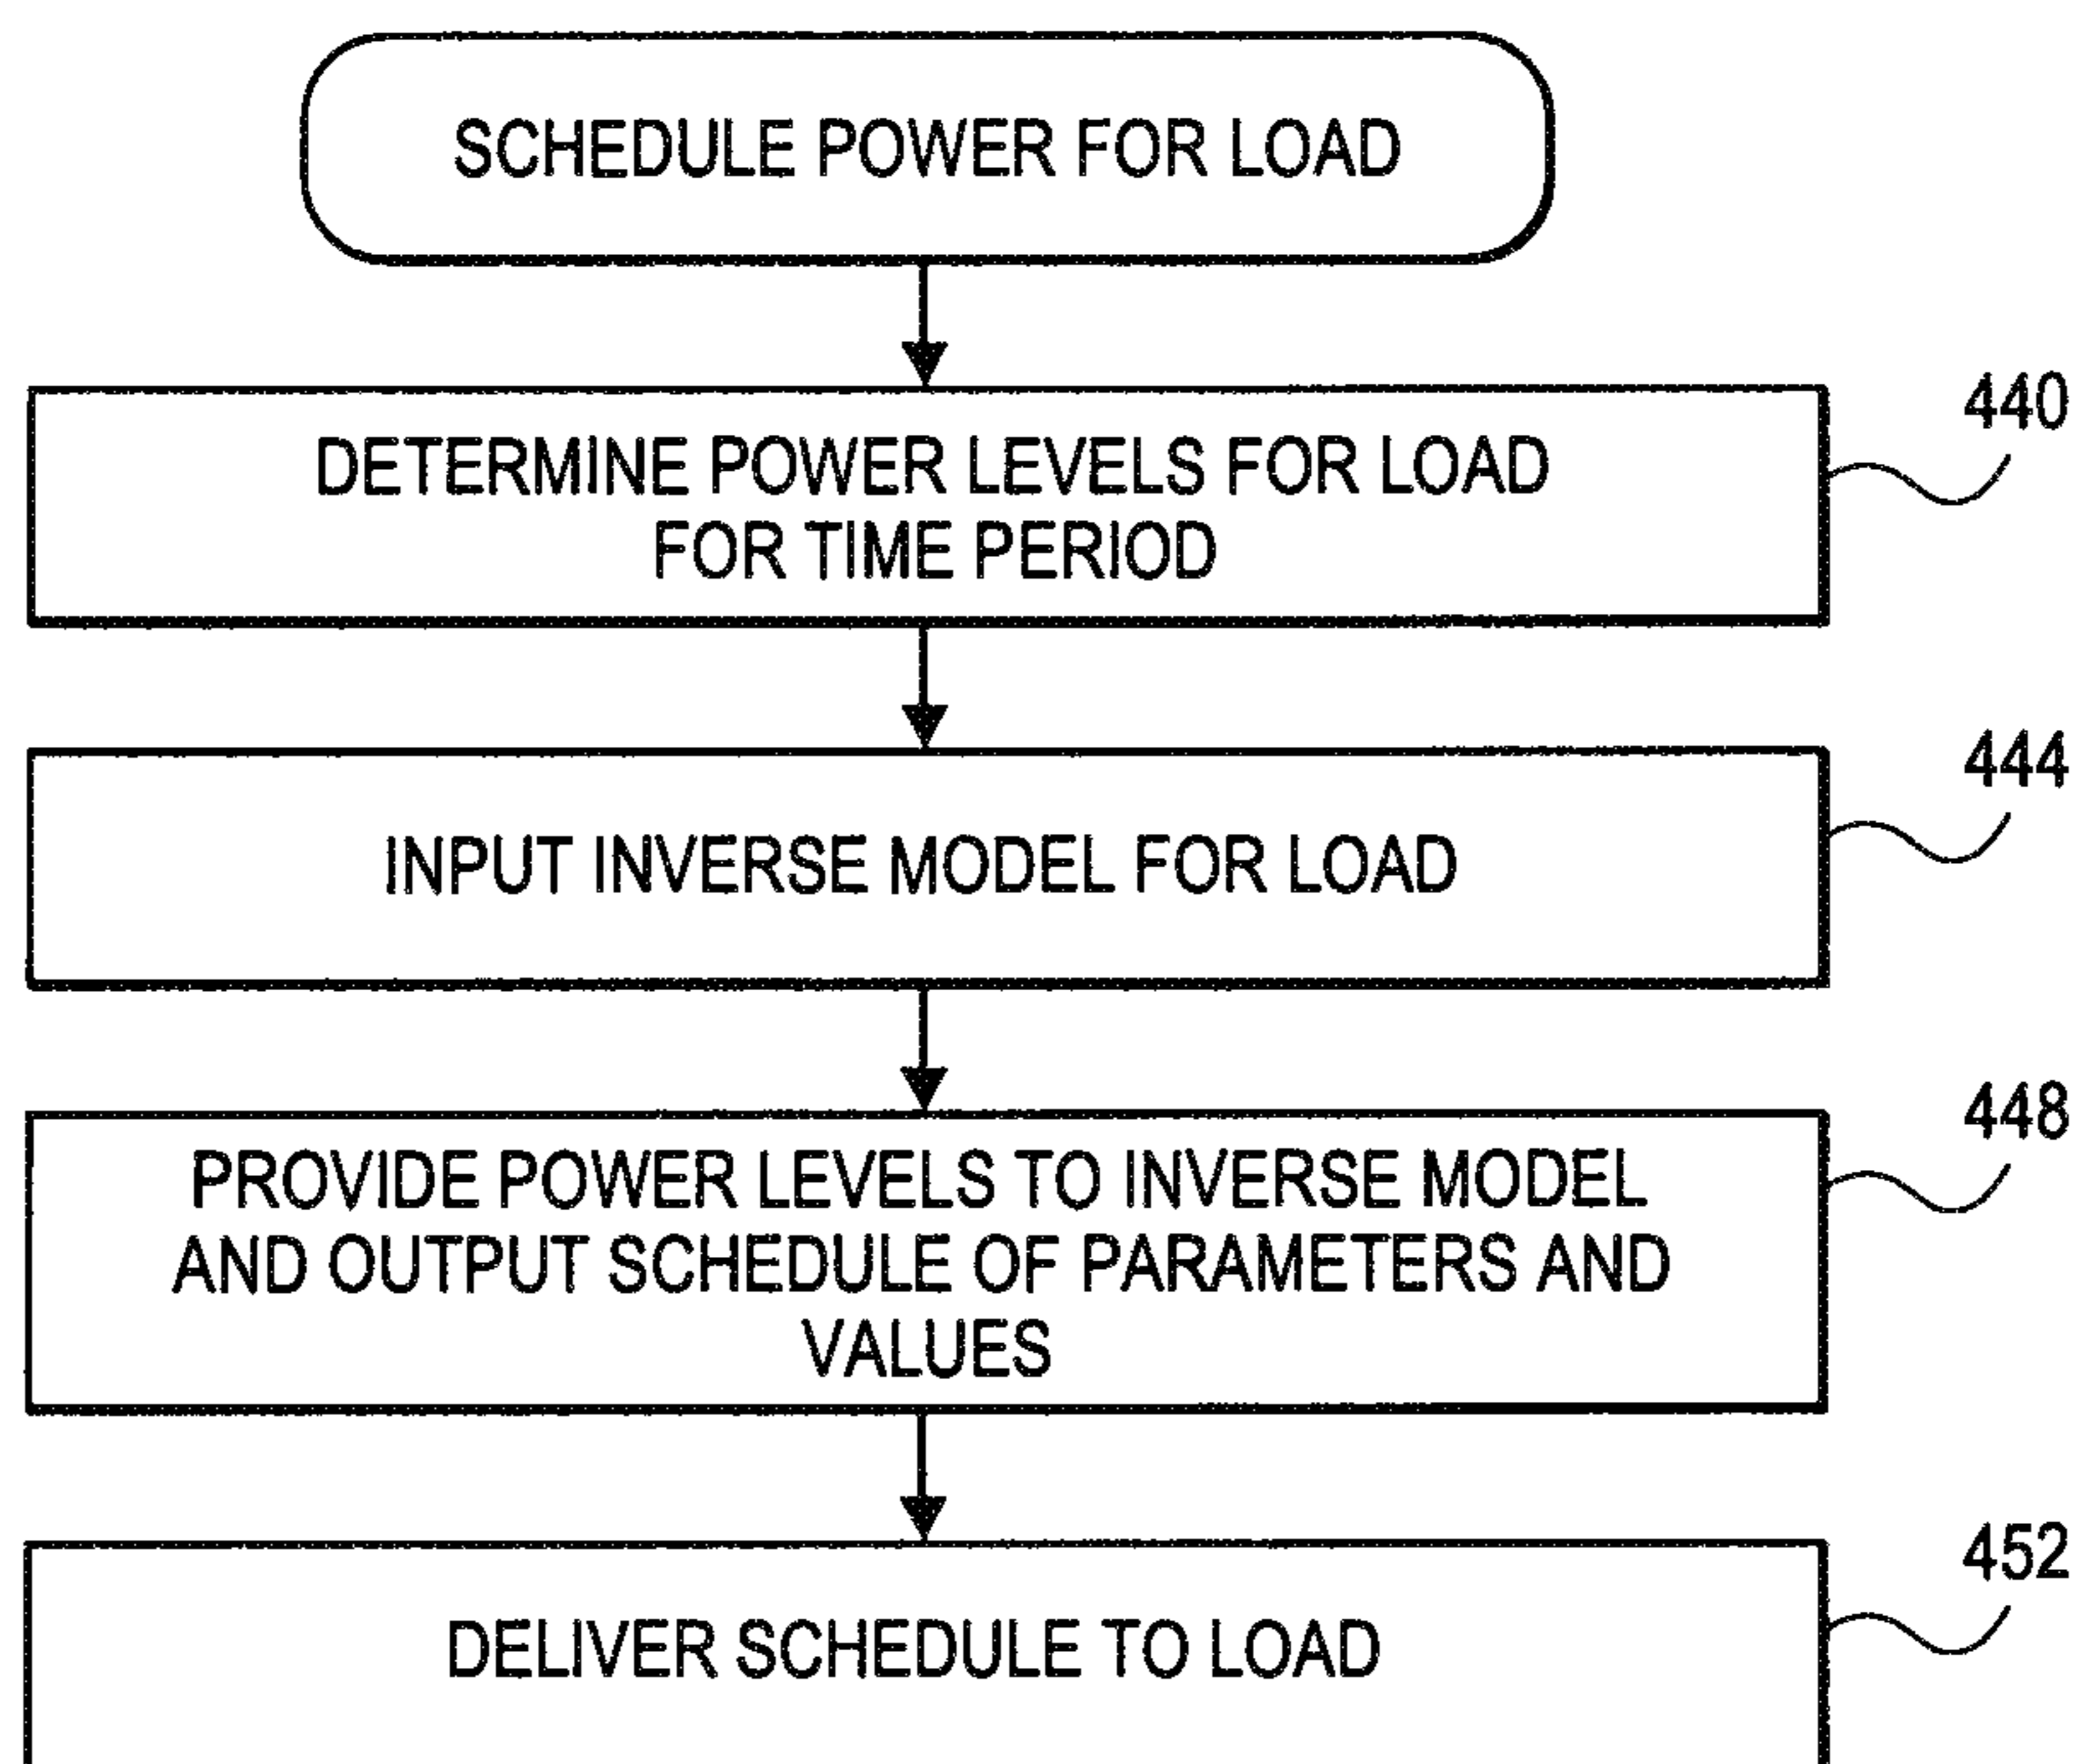 SCHEDULE POWER FOR LOAD
440
DETERMINE POWER LEVELS FOR LOAD
FOR TIME PERIOD
444
INPUT INVERSE MODEL FOR LOAD
448
PROVIDE POWER LEVELS TO INVERSE MODEL
AND OUTPUT SCHEDULE OF PARAMETERS AND
VALUES
452
DELIVER SCHEDULE TO LOAD